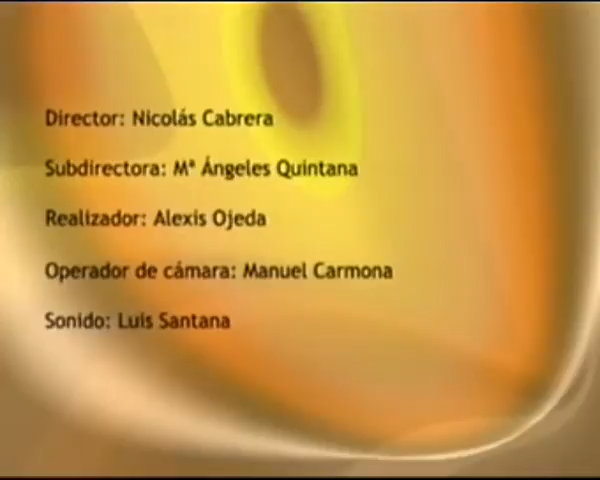 Director: Nicolás Cabrera
Subdirectora: Mª Ángeles Quintana
Realizador: Alexis Ojeda
Operador de cámara: Manuel Carmona
Sonido: Luis Santana